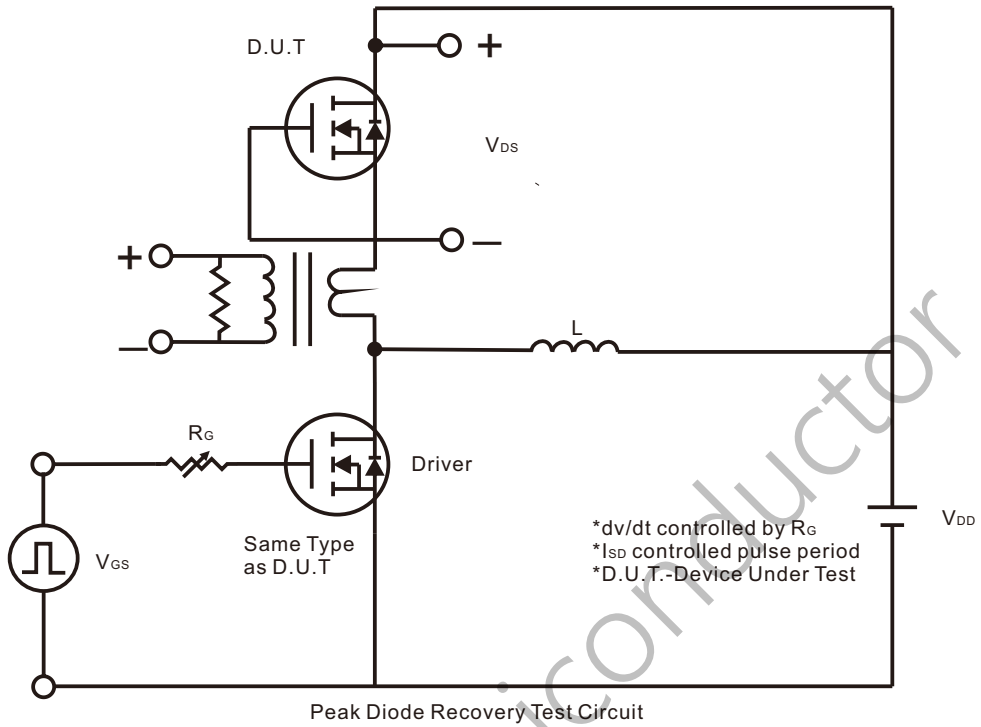 D.U.T
+
VDS
—
+
—
L
RG
Driver
VGS
Same Type
as D.U.T
*dv/dt controlled by RG
*ISD controlled pulse period
*D.U.T.-Device Under Test
VDD
iconductor
Peak Diode Recovery Test Circuit